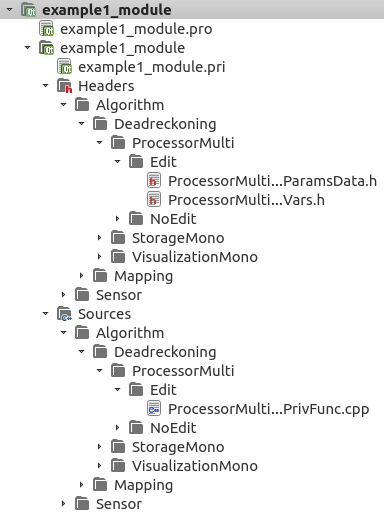 example1_module
example1_module.pro
example1_module
example1_module.pri
Headers
Algorithm
Deadreckoning
ProcessorMulti
Edit
ProcessorMulti...ParamsData.h
ProcessorMulti...Vars.h
NoEdit
StorageMono
VisualizationMono
Mapping
Sensor
Sources
Algorithm
Deadreckoning
ProcessorMulti
Edit
ProcessorMulti...PrivFunc.cpp
NoEdit
StorageMono
VisualizationMono
Mapping
Sensor